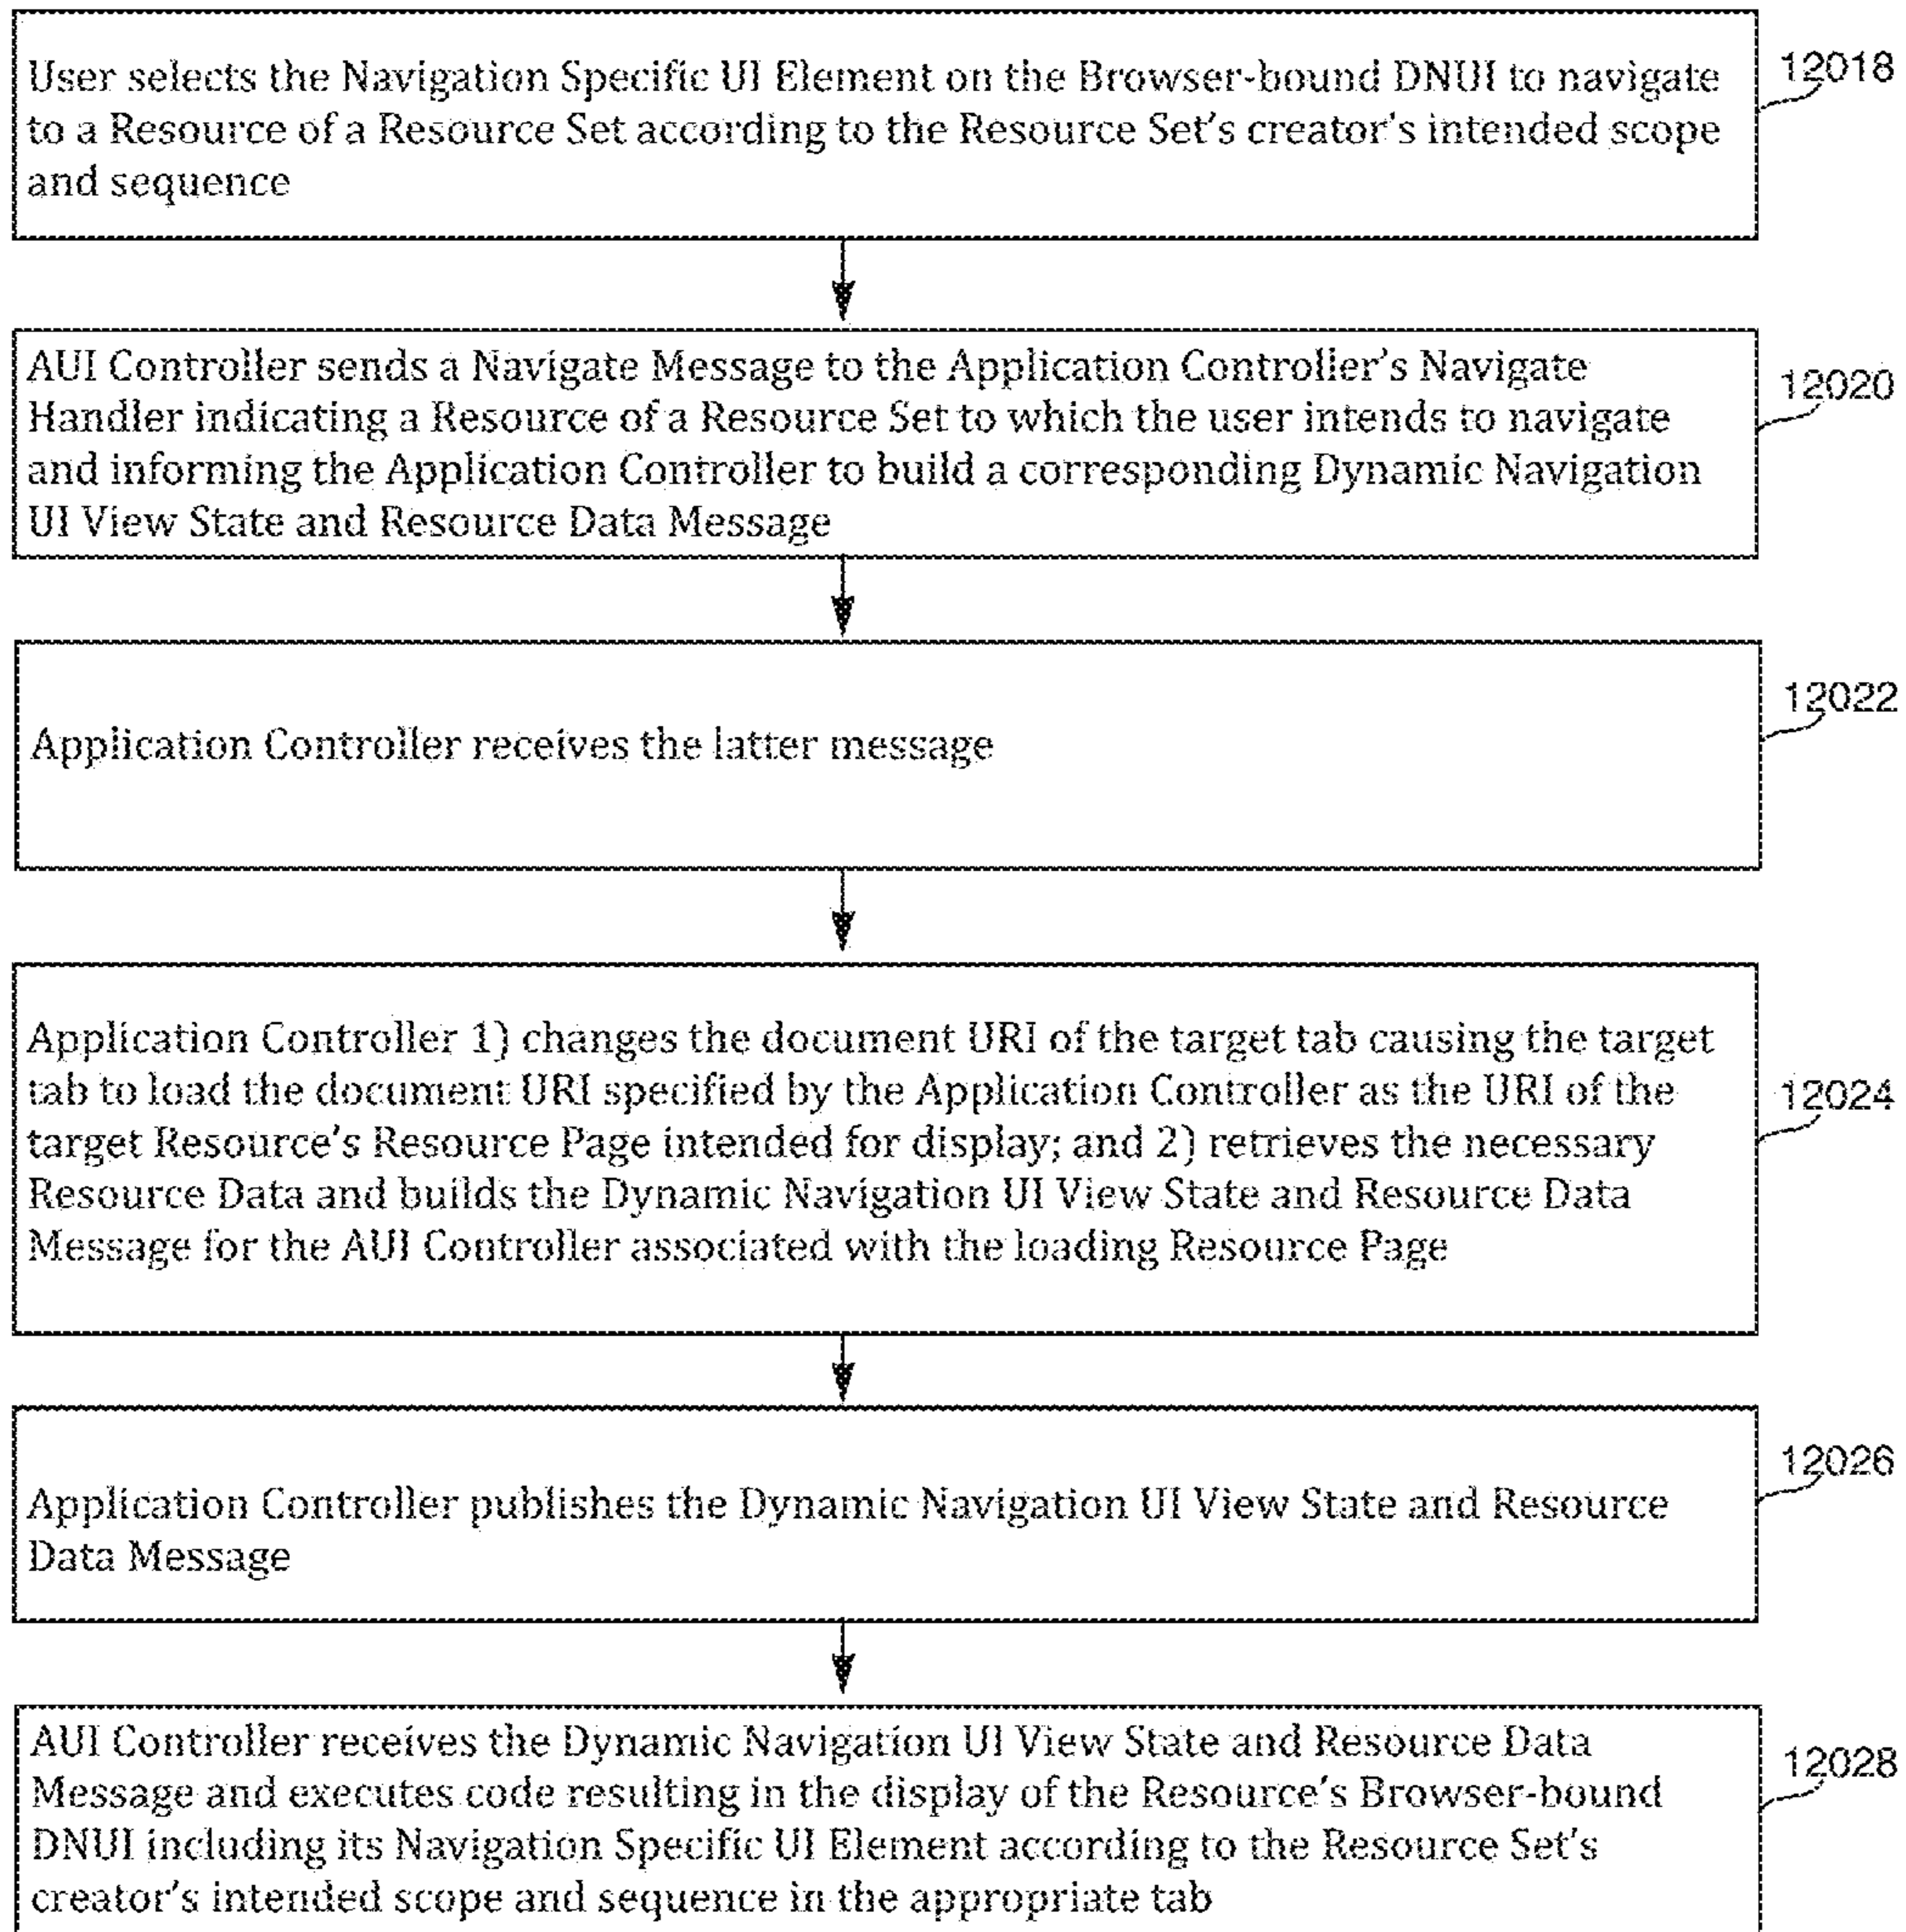 User selects the Navigation Specific UI Element on the Browser-bound DNUI to navigate
to a Resource of a Resource Set according to the Resource Set's creator's intended scope
and sequence
12018
AUI Controller sends a Navigate Message to the Application Controller's Navigate
Handler indicating a Resource of a Resource Set to which the user intends to navigate
and informing the Application Controller to build a corresponding Dynamic Navigation
UI View State and Resource Data Message
12020
Application Controller receives the latter message
12022
Application Controller 1) changes the document URI of the target tab causing the target
tab to load the document URI specified by the Application Controller as the URI of the
target Resource's Resource Page intended for display; and 2) retrieves the necessary
Resource Data and builds the Dynamic Navigation UI View State and Resource Data
Message for the AUI Controller associated with the loading Resource Page
12024
Application Controller publishes the Dynamic Navigation UI View State and Resource
Data Message
12026
AUI Controller receives the Dynamic Navigation UI View State and Resource Data
Message and executes code resulting in the display of the Resource's Browser-bound
DNUI including its Navigation Specific UI Element according to the Resource Set's
creator's intended scope and sequence in the appropriate tab
12028